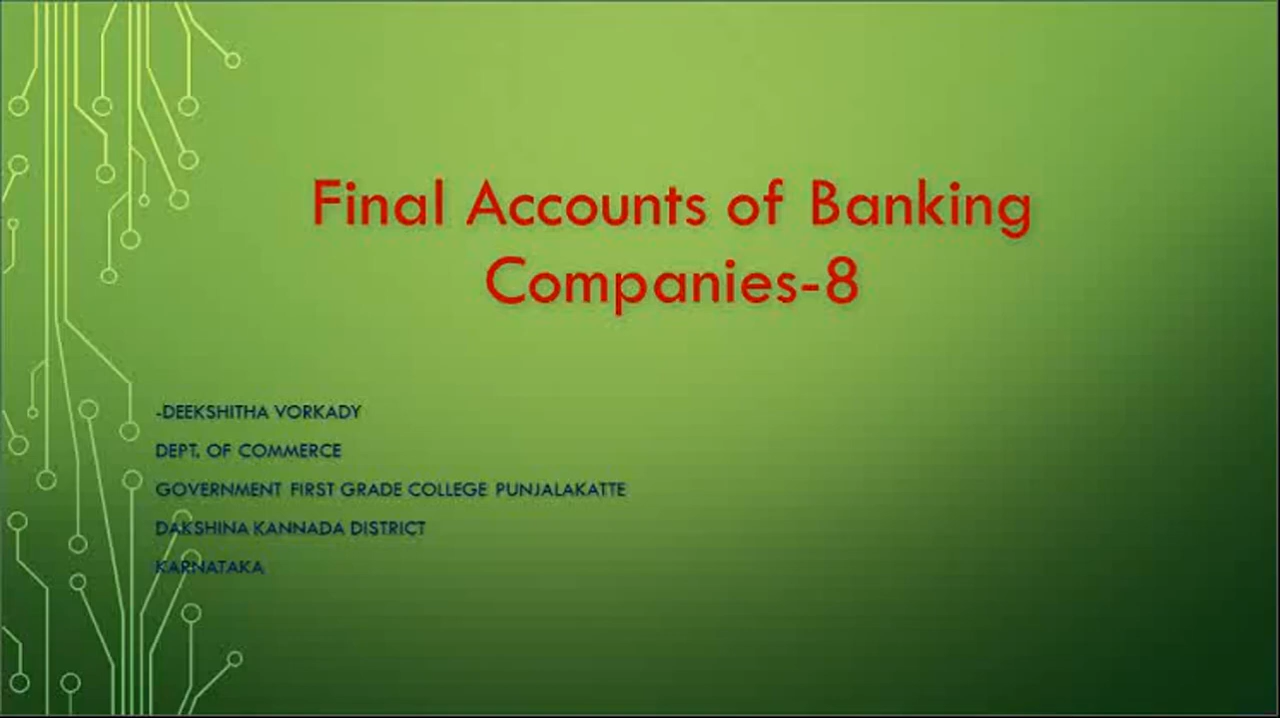 Final Accounts of Banking
Companies-8
-DEEKSHITHA VORKADY
DEPT. OF COMMERCE
GOVERNMENT FIRST GRADE COLLEGE PUNJALAKATTE
DAKSHINA KANNADA DISTRICT
KARNATAKA